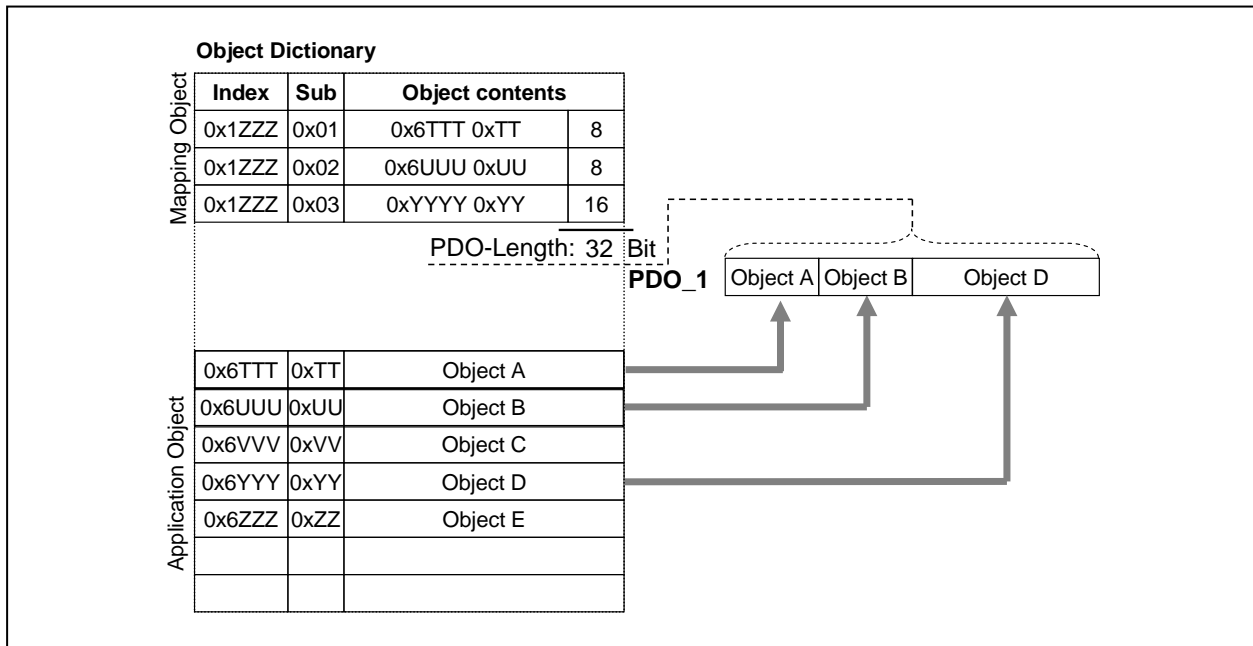 Object Dictionary
Mapping Object
Index Sub Object contents
0x1ZZZ 0x01 0x6TTT 0xTT 8
0x1ZZZ 0x02 0x6UUU 0xUU 8
0x1ZZZ 0x03 0xYYYY 0xYY 16
PDO-Length: 32 Bit
PDO_1 Object A Object B Object D
Application Object
0x6TTT 0xTT Object A
0x6UUU 0xUU Object B
0x6VVV 0xVV Object C
0x6YYY 0xYY Object D
0x6ZZZ 0xZZ Object E